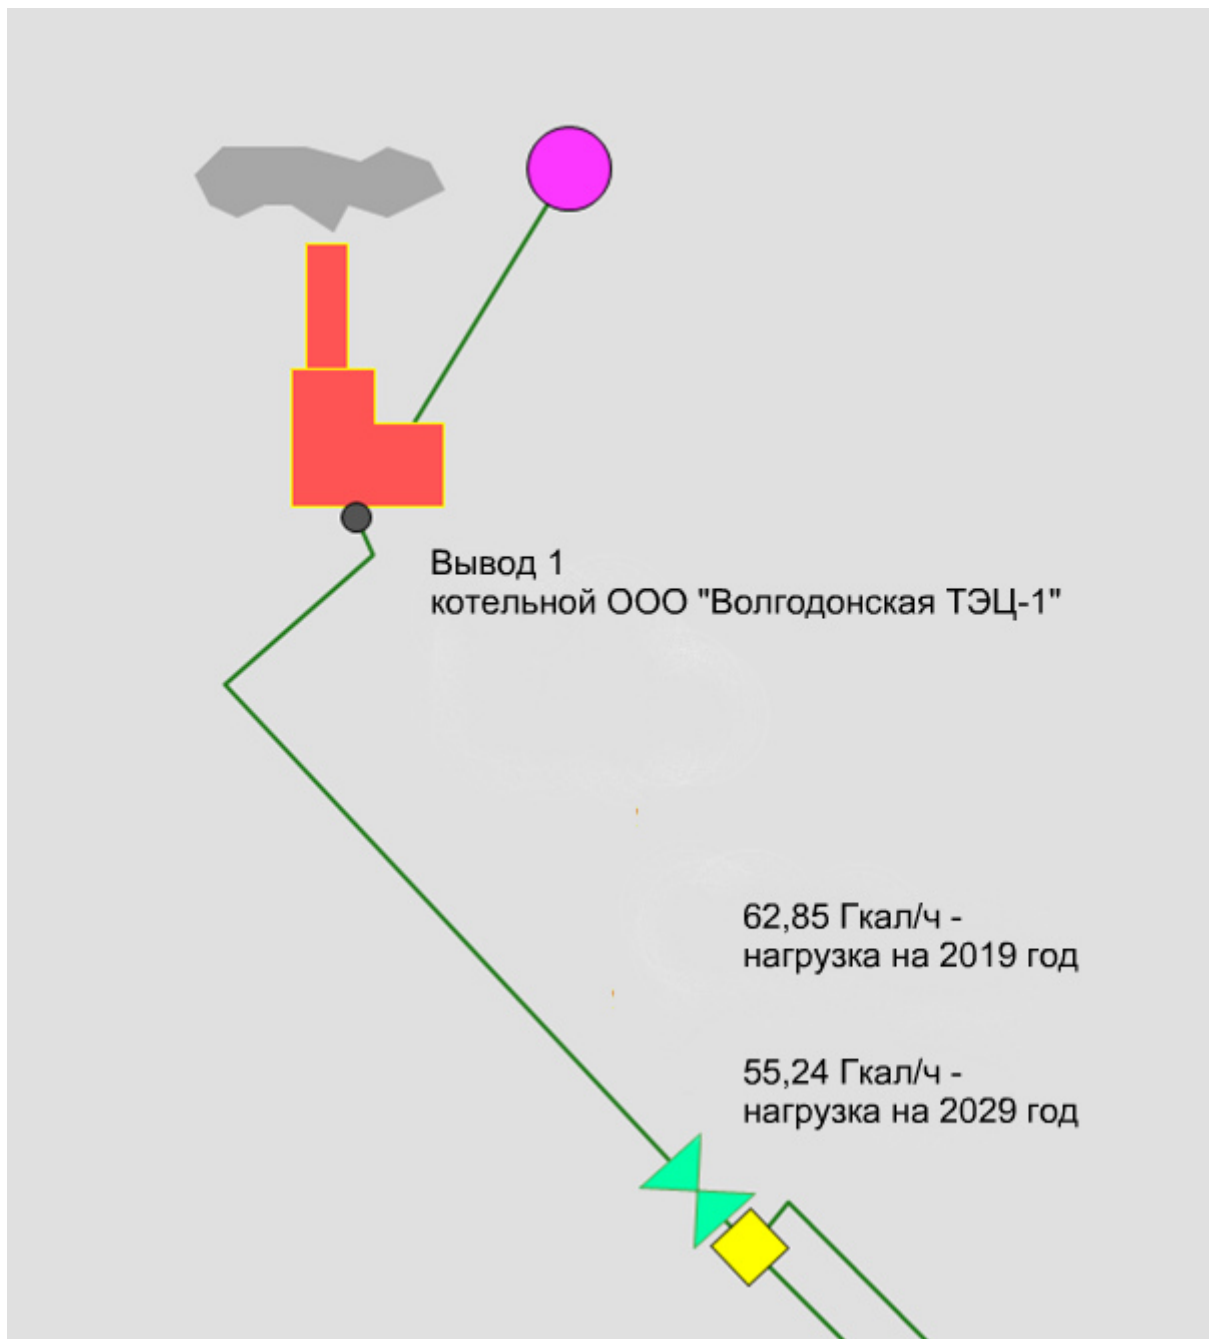 Вывод 1
котельной ООО "Волгодонская ТЭЦ-1"
62,85 Гкал/ч -
нагрузка на 2019 год
55,24 Гкал/ч -
нагрузка на 2029 год